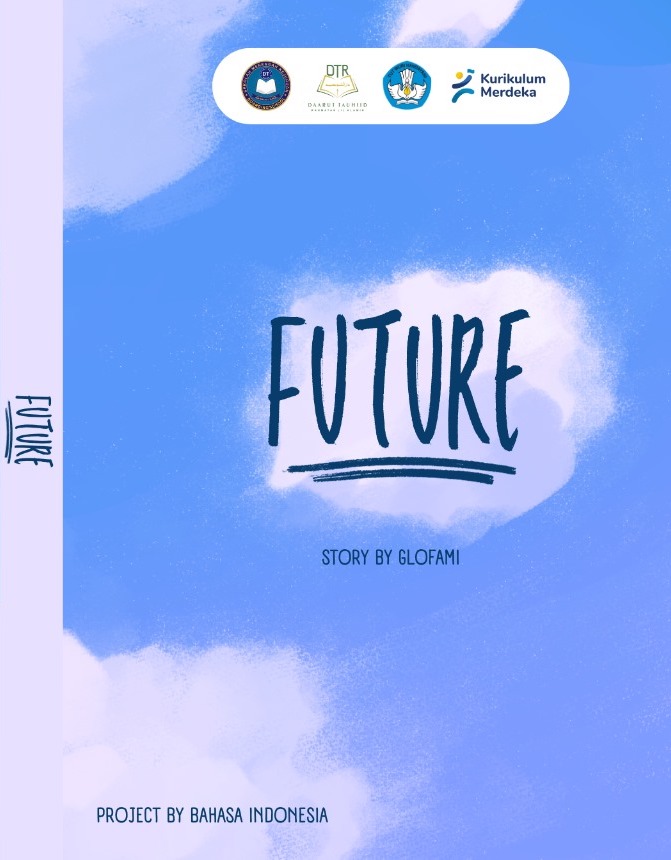 DT
DTR
DAARUT TAUHIID
Kurikulum
Merdeka
FUTURE
FUTURE
STORY BY GLOFAMI
PROJECT BY BAHASA INDONESIA